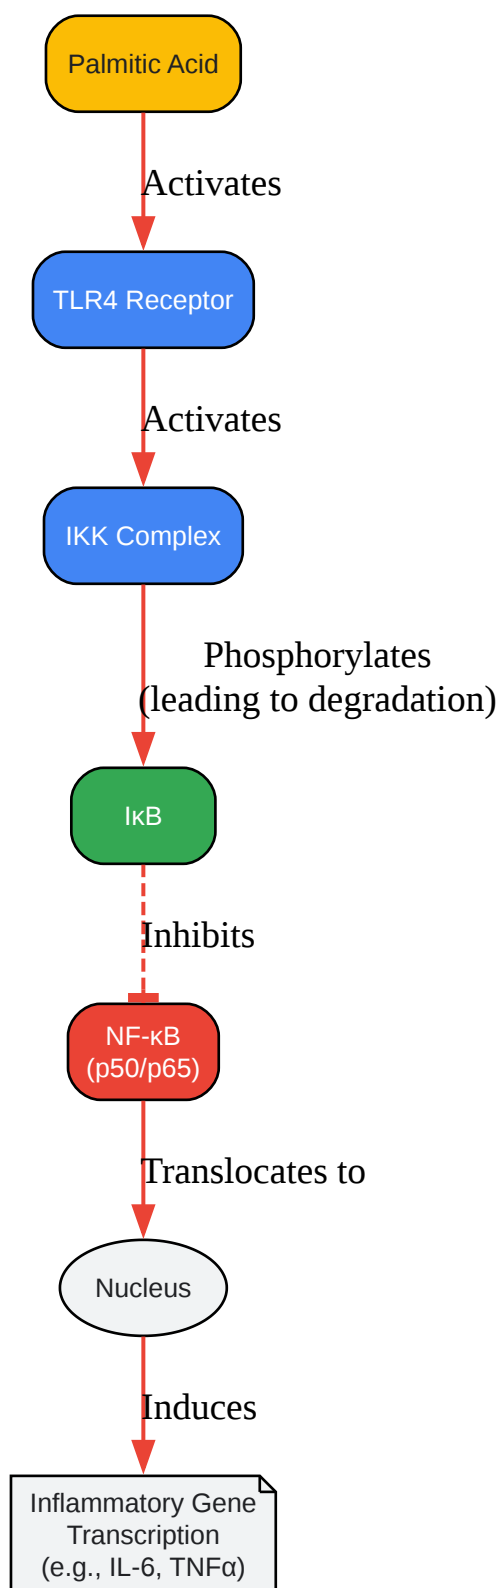 Palmitic Acid
Activates
TLR4 Receptor
Activates
IKK Complex
Phosphorylates
(leading to degradation)
IκB
Inhibits
NF-κB
(p50/p65)
Translocates to
Nucleus
Induces
Inflammatory Gene
Transcription
(e.g., IL-6, TNFα)